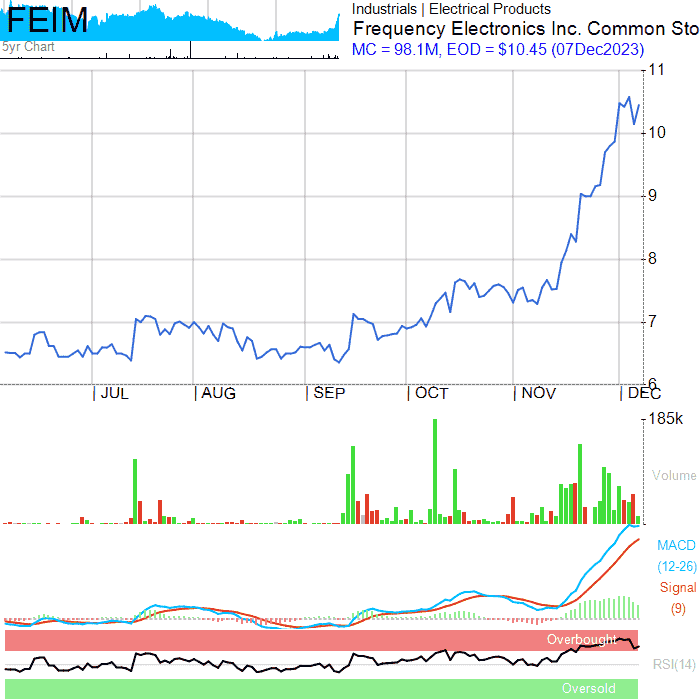 FEIM
5yr Chart
Industrials | Electrical Products
Frequency Electronics Inc. Common Sto
MC = 98.1M, EOD = $10.45 (07Dec2023)
11
10
9
8
7
6
JUL AUG SEP OCT NOV DEC
185k
Volume
MACD
(12-26)
Signal
(9)
Overbought
RSI(14)
Oversold